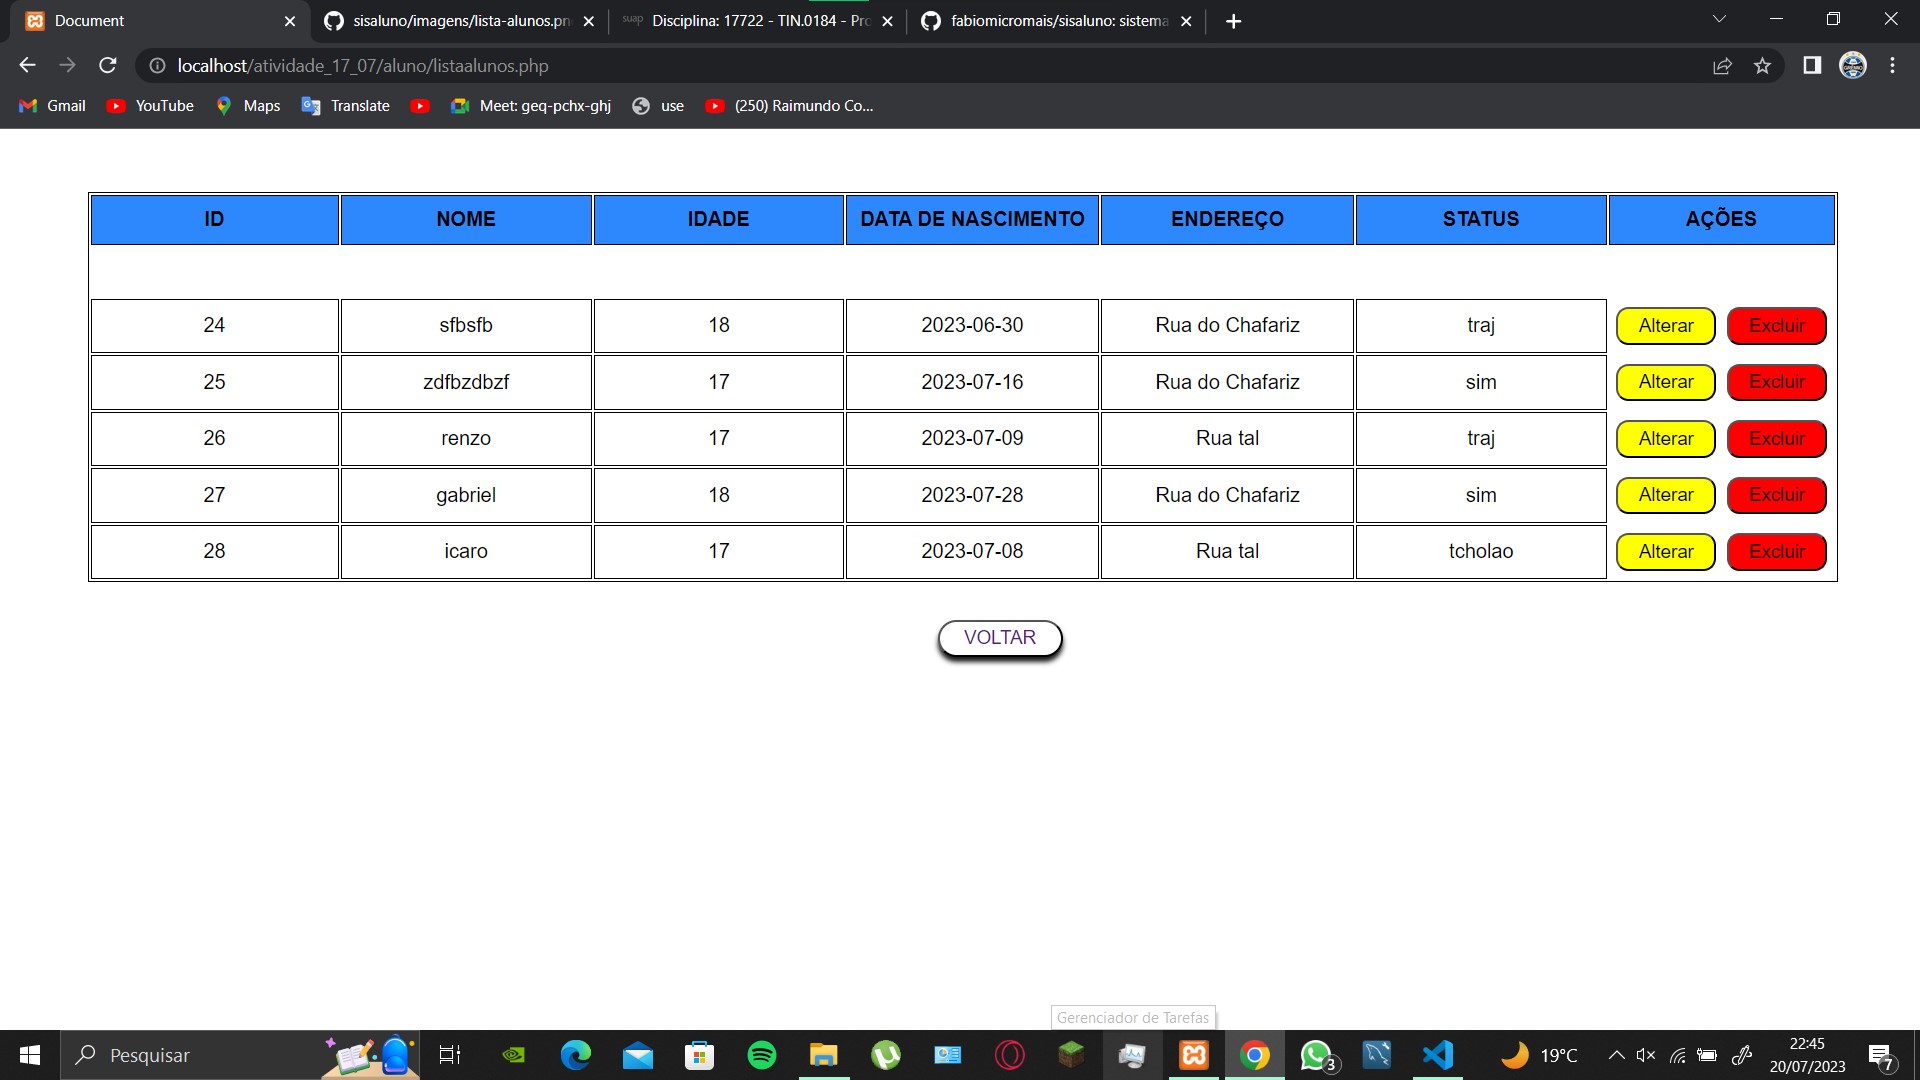 Document
sisaluno/imagens/lista-alunos.pn
suap Disciplina: 17722 - TIN.0184 - Pro
fabiomicromais/sisaluno: sistema
localhost/atividade_17_07/aluno/listaalunos.php
Gmail YouTube Maps Translate Meet: geq-pchx-ghj use (250) Raimundo Co...
ID NOME IDADE DATA DE NASCIMENTO ENDEREÇO STATUS AÇÕES
24 sfbsfb 18 2023-06-30 Rua do Chafariz traj Alterar Excluir
25 zdfbzdbzf 17 2023-07-16 Rua do Chafariz sim Alterar Excluir
26 renzo 17 2023-07-09 Rua tal traj Alterar Excluir
27 gabriel 18 2023-07-28 Rua do Chafariz sim Alterar Excluir
28 icaro 17 2023-07-08 Rua tal tcholao Alterar Excluir
VOLTAR
Gerenciador de Tarefas
Pesquisar
3
19°C
22:45
20/07/2023
7